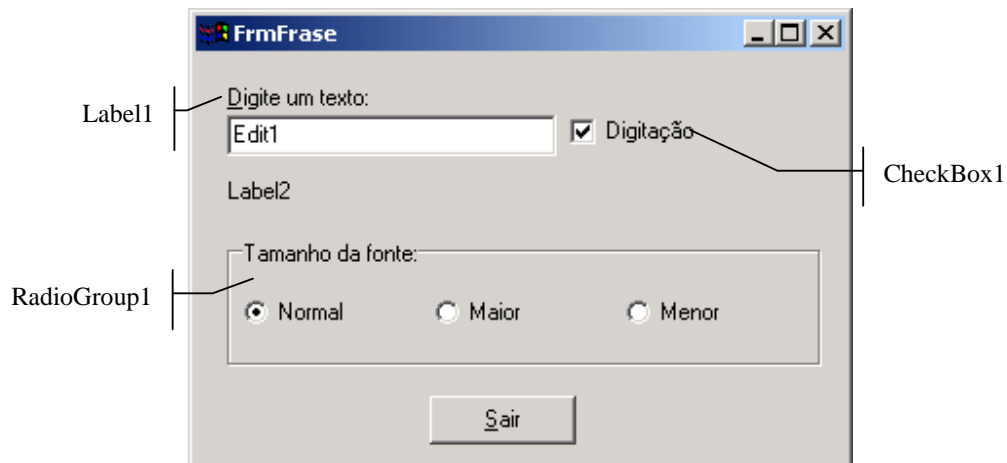 FrmFrase
Label1
Digite um texto:
Edit1
Digitação
CheckBox1
Label2
Tamanho da fonte:
RadioGroup1
Normal Maior Menor
Sair